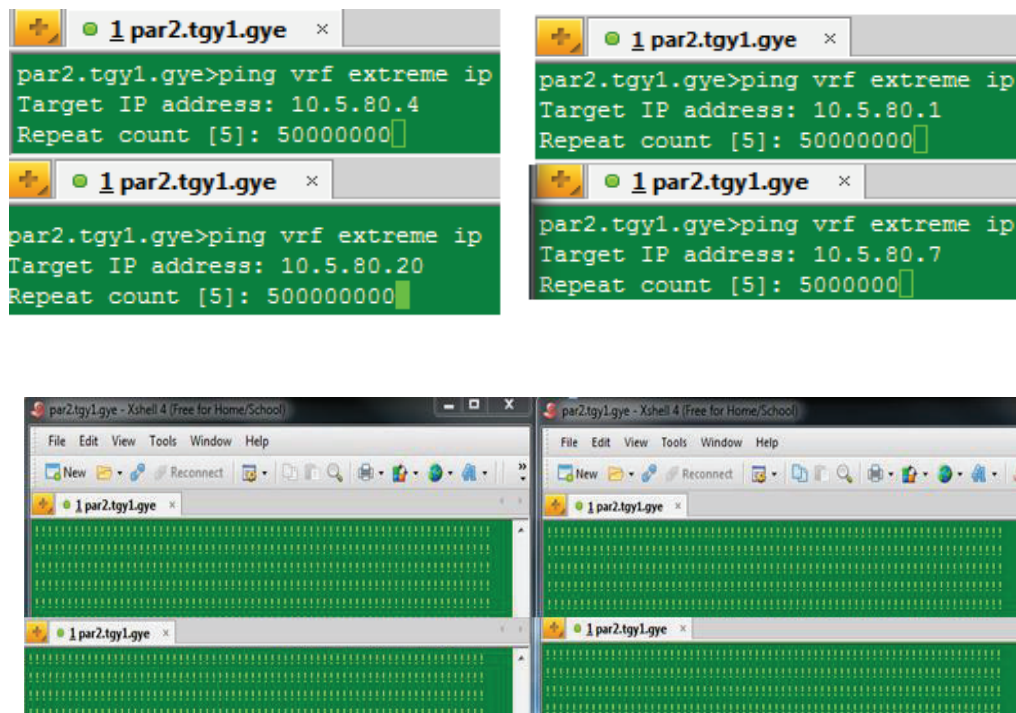 1 par2.tgy1.gye ×
par2.tgy1.gye>ping vrf extreme ip
Target IP address: 10.5.80.4
Repeat count [5]: 50000000
1 par2.tgy1.gye ×
par2.tgy1.gye>ping vrf extreme ip
Target IP address: 10.5.80.1
Repeat count [5]: 50000000
1 par2.tgy1.gye ×
par2.tgy1.gye>ping vrf extreme ip
Target IP address: 10.5.80.20
Repeat count [5]: 500000000
1 par2.tgy1.gye ×
par2.tgy1.gye>ping vrf extreme ip
Target IP address: 10.5.80.7
Repeat count [5]: 5000000
par2.tgy1.gye - Xshell 4 (Free for Home/School)
File Edit View Tools Window Help
New Reconnect
1 par2.tgy1.gye ×
par2.tgy1.gye - Xshell 4 (Free for Home/School)
File Edit View Tools Window Help
New Reconnect
1 par2.tgy1.gye ×
1 par2.tgy1.gye ×
1 par2.tgy1.gye ×